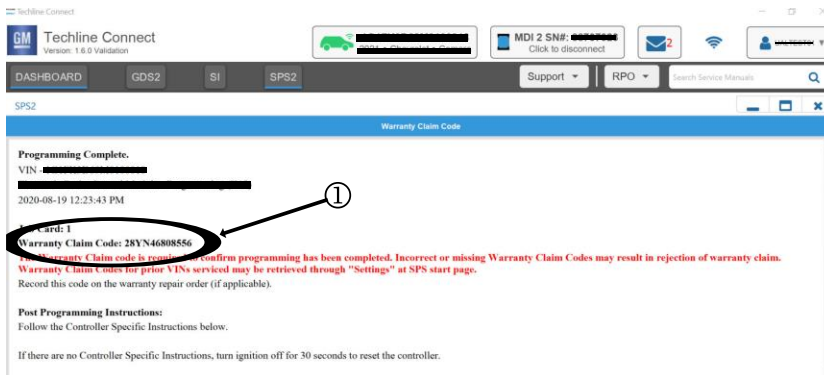 Techline Connect
GM
Techline Connect
Version: 1.6.0 Validation
MDI 2 SN#:
Click to disconnect
2
DASHBOARD GDS2 SI SPS2 Support RPO Search Service Manuals
SPS2
Warranty Claim Code
Programming Complete.
VIN -
2020-08-19 12:23:43 PM
①
Card: 1
Warranty Claim Code: 28YN46808556
The Warranty Claim code is required to confirm programming has been completed. Incorrect or missing Warranty Claim Codes may result in rejection of warranty claim.
Warranty Claim Codes for prior VINs serviced may be retrieved through "Settings" at SPS start page.
Record this code on the warranty repair order (if applicable).
Post Programming Instructions:
Follow the Controller Specific Instructions below.
If there are no Controller Specific Instructions, turn ignition off for 30 seconds to reset the controller.